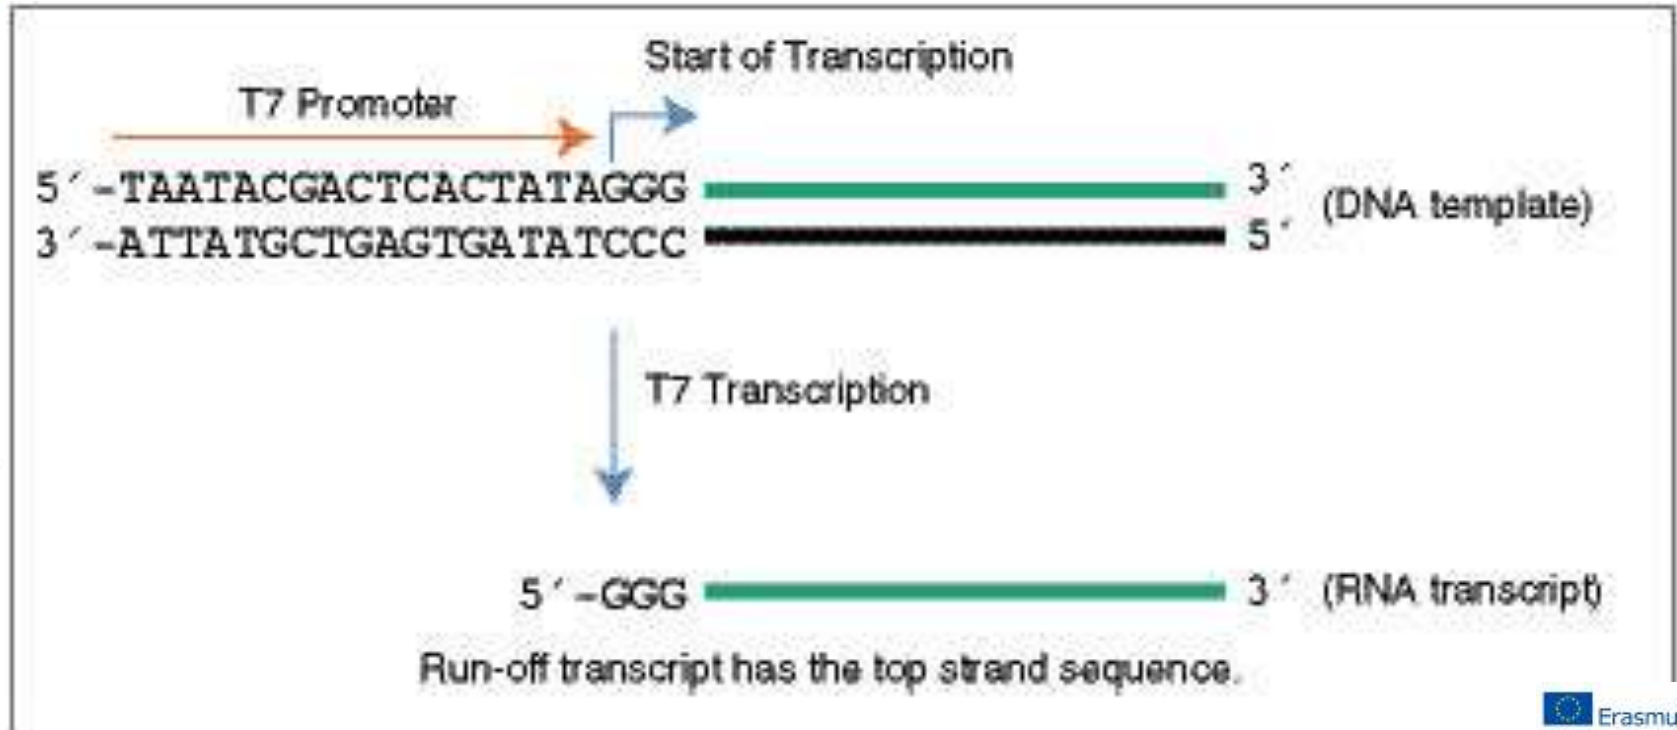 Start of Transcription
T7 Promoter
5´-TAATACGACTCACTATAGGG 3´
(DNA template)
3´-ATTATGCTGAGTGATATCCC 5´
T7 Transcription
5´-GGG 3´ (RNA transcript)
Run-off transcript has the top strand sequence.
Erasmu